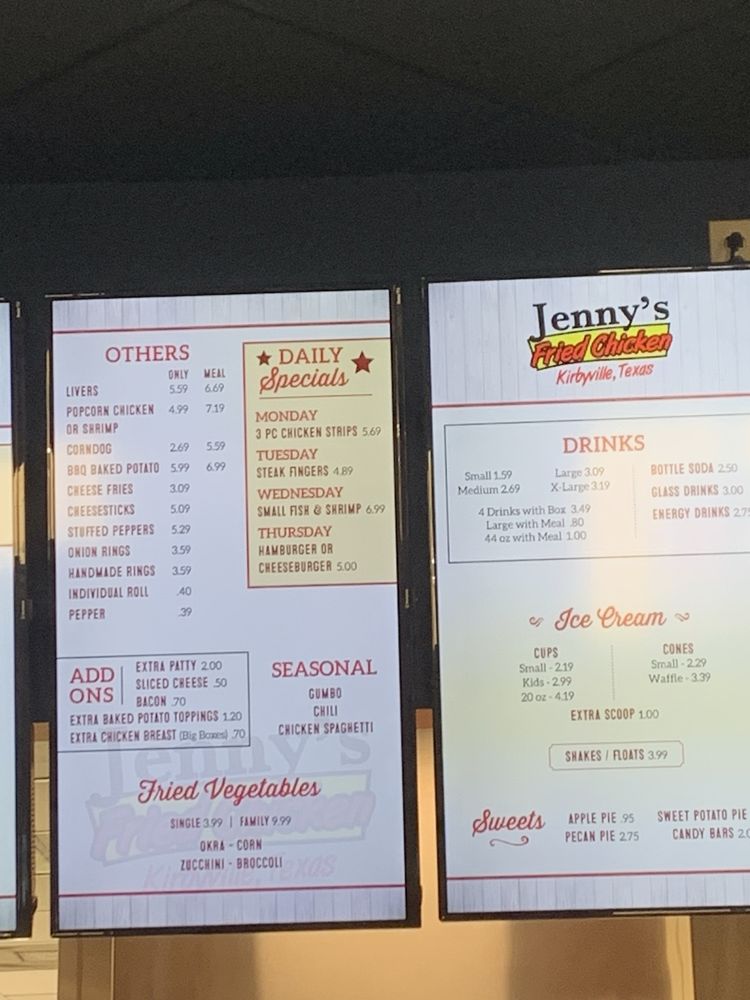 OTHERS
ONLY MEAL
LIVERS 5.59 6.69
POPCORN CHICKEN 4.99 7.19
OR SHRIMP
CORNDOG 2.69 5.59
BBQ BAKED POTATO 5.99 6.99
CHEESE FRIES 3.09
CHEESESTICKS 5.09
STUFFED PEPPERS 5.29
ONION RINGS 3.59
HANDMADE RINGS 3.59
INDIVIDUAL ROLL .40
PEPPER .39
DAILY
Specials
MONDAY
3 PC CHICKEN STRIPS 5.69
TUESDAY
STEAK FINGERS 4.89
WEDNESDAY
SMALL FISH & SHRIMP 6.99
THURSDAY
HAMBURGER OR
CHEESEBURGER 5.00
ADD
ONS
EXTRA PATTY 2.00
SLICED CHEESE .50
BACON .70
EXTRA BAKED POTATO TOPPINGS 1.20
EXTRA CHICKEN BREAST (Big Boxes) .70
SEASONAL
GUMBO
CHILI
CHICKEN SPAGHETTI
Jenny's
Fried Chicken
Kirbyville, Texas
Fried Vegetables
SINGLE 3.99 | FAMILY 9.99
OKRA - CORN
ZUCCHINI - BROCCOLI
Jenny's
Fried Chicken
Kirbyville, Texas
DRINKS
Small 1.59 Large 3.09
Medium 2.69 X-Large 3.19
4 Drinks with Box 3.49
Large with Meal .80
44 oz with Meal 1.00
BOTTLE SODA 2.50
GLASS DRINKS 3.00
ENERGY DRINKS 2.75
Ice Cream
CUPS
Small - 2.19
Kids - 2.99
20 oz - 4.19
CONES
Small - 2.29
Waffle - 3.39
EXTRA SCOOP 1.00
SHAKES / FLOATS 3.99
Sweets
APPLE PIE .95 SWEET POTATO PIE
PECAN PIE 2.75 CANDY BARS